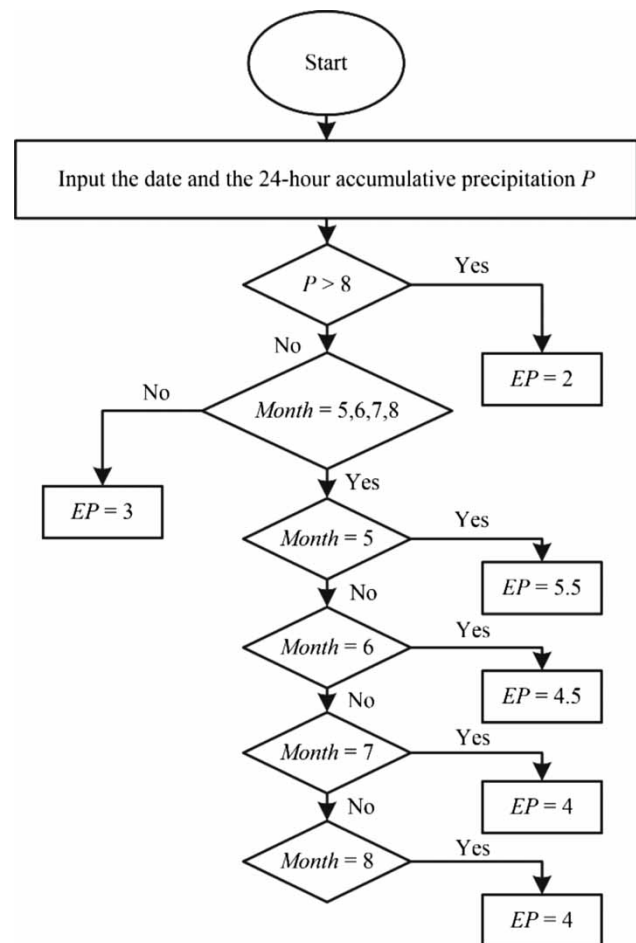 Start
Input the date and the 24-hour accumulative precipitation P
P > 8
Yes
No
EP = 2
Month = 5,6,7,8
No
EP = 3
Yes
Month = 5
Yes
EP = 5.5
No
Month = 6
Yes
EP = 4.5
No
Month = 7
Yes
EP = 4
No
Month = 8
Yes
EP = 4